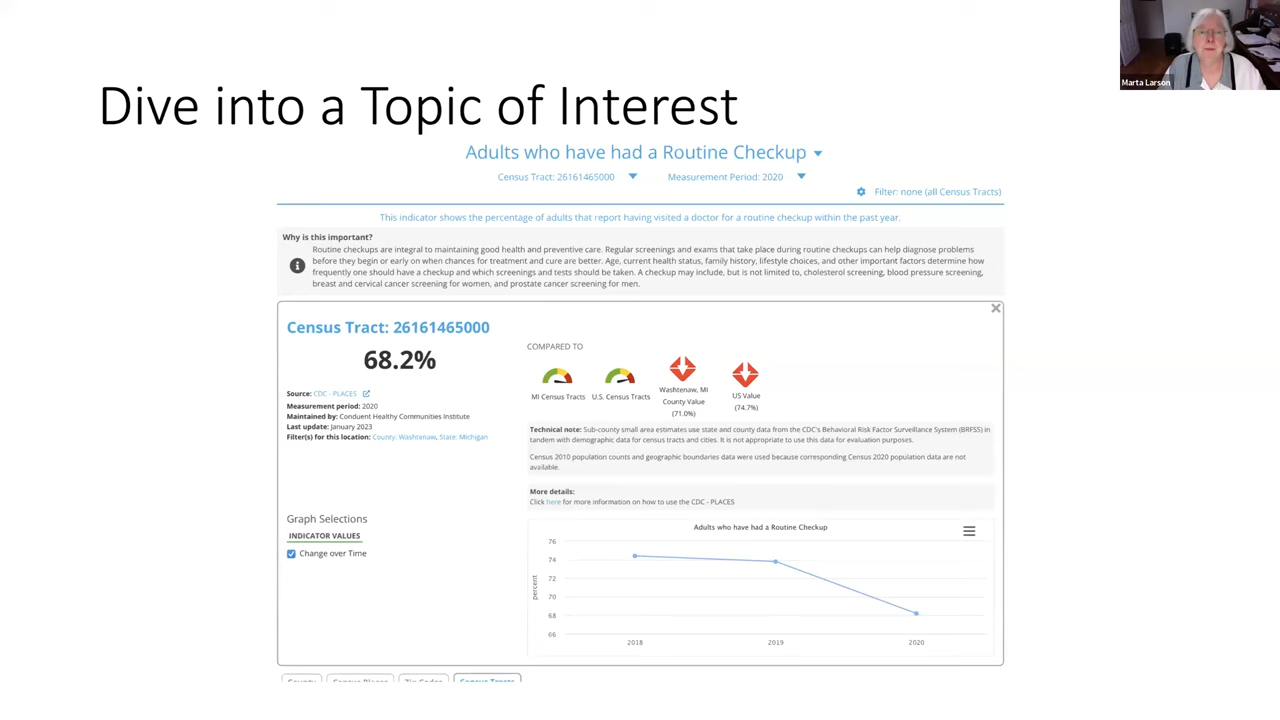 Marta Larson
Dive into a Topic of Interest
Adults who have had a Routine Checkup
Census Tract: 26161465000
Measurement Period: 2020
Filter: none (all Census Tracts)
This indicator shows the percentage of adults that report having visited a doctor for a routine checkup within the past year.
Why is this important?
Routine checkups are integral to maintaining good health and preventive care. Regular screenings and exams that take place during routine checkups can help diagnose problems
before they begin or early on when chances for treatment and cure are better. Age, current health status, family history, lifestyle choices, and other important factors determine how
frequently one should have a checkup and which screenings and tests should be taken. A checkup may include, but is not limited to, cholesterol screening, blood pressure screening,
breast and cervical cancer screening for women, and prostate cancer screening for men.
Census Tract: 26161465000
68.2%
Source: CDC - PLACES
Measurement period: 2020
Maintained by: Conduent Healthy Communities Institute
Last update: January 2023
Filter(s) for this location: County: Washtenaw, State: Michigan
COMPARED TO
MI Census Tracts
U.S. Census Tracts
Washtenaw, MI
County Value
(71.0%)
US Value
(74.7%)
Technical note: Sub-county small area estimates use state and county data from the CDC's Behavioral Risk Factor Surveillance System (BRFSS) in
tandem with demographic data for census tracts and cities. It is not appropriate to use this data for evaluation purposes.
Census 2010 population counts and geographic boundaries data were used because corresponding Census 2020 population data are not
available.
More details:
Click here for more information on how to use the CDC - PLACES
Graph Selections
INDICATOR VALUES
Change over Time
Adults who have had a Routine Checkup
percent
76
74
72
70
68
66
2018
2019
2020
County
Census Places
Zip Codes
Census Tracts